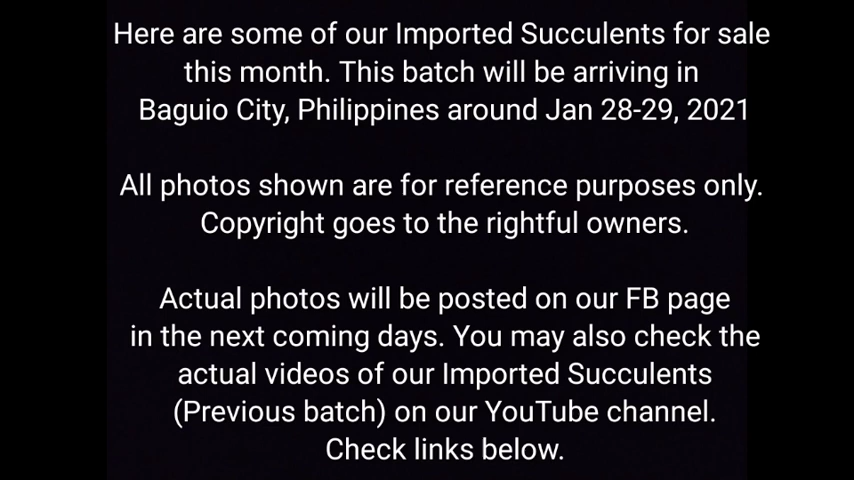 Here are some of our Imported Succulents for sale
this month. This batch will be arriving in
Baguio City, Philippines around Jan 28-29, 2021
All photos shown are for reference purposes only.
Copyright goes to the rightful owners.
Actual photos will be posted on our FB page
in the next coming days. You may also check the
actual videos of our Imported Succulents
(Previous batch) on our YouTube channel.
Check links below.